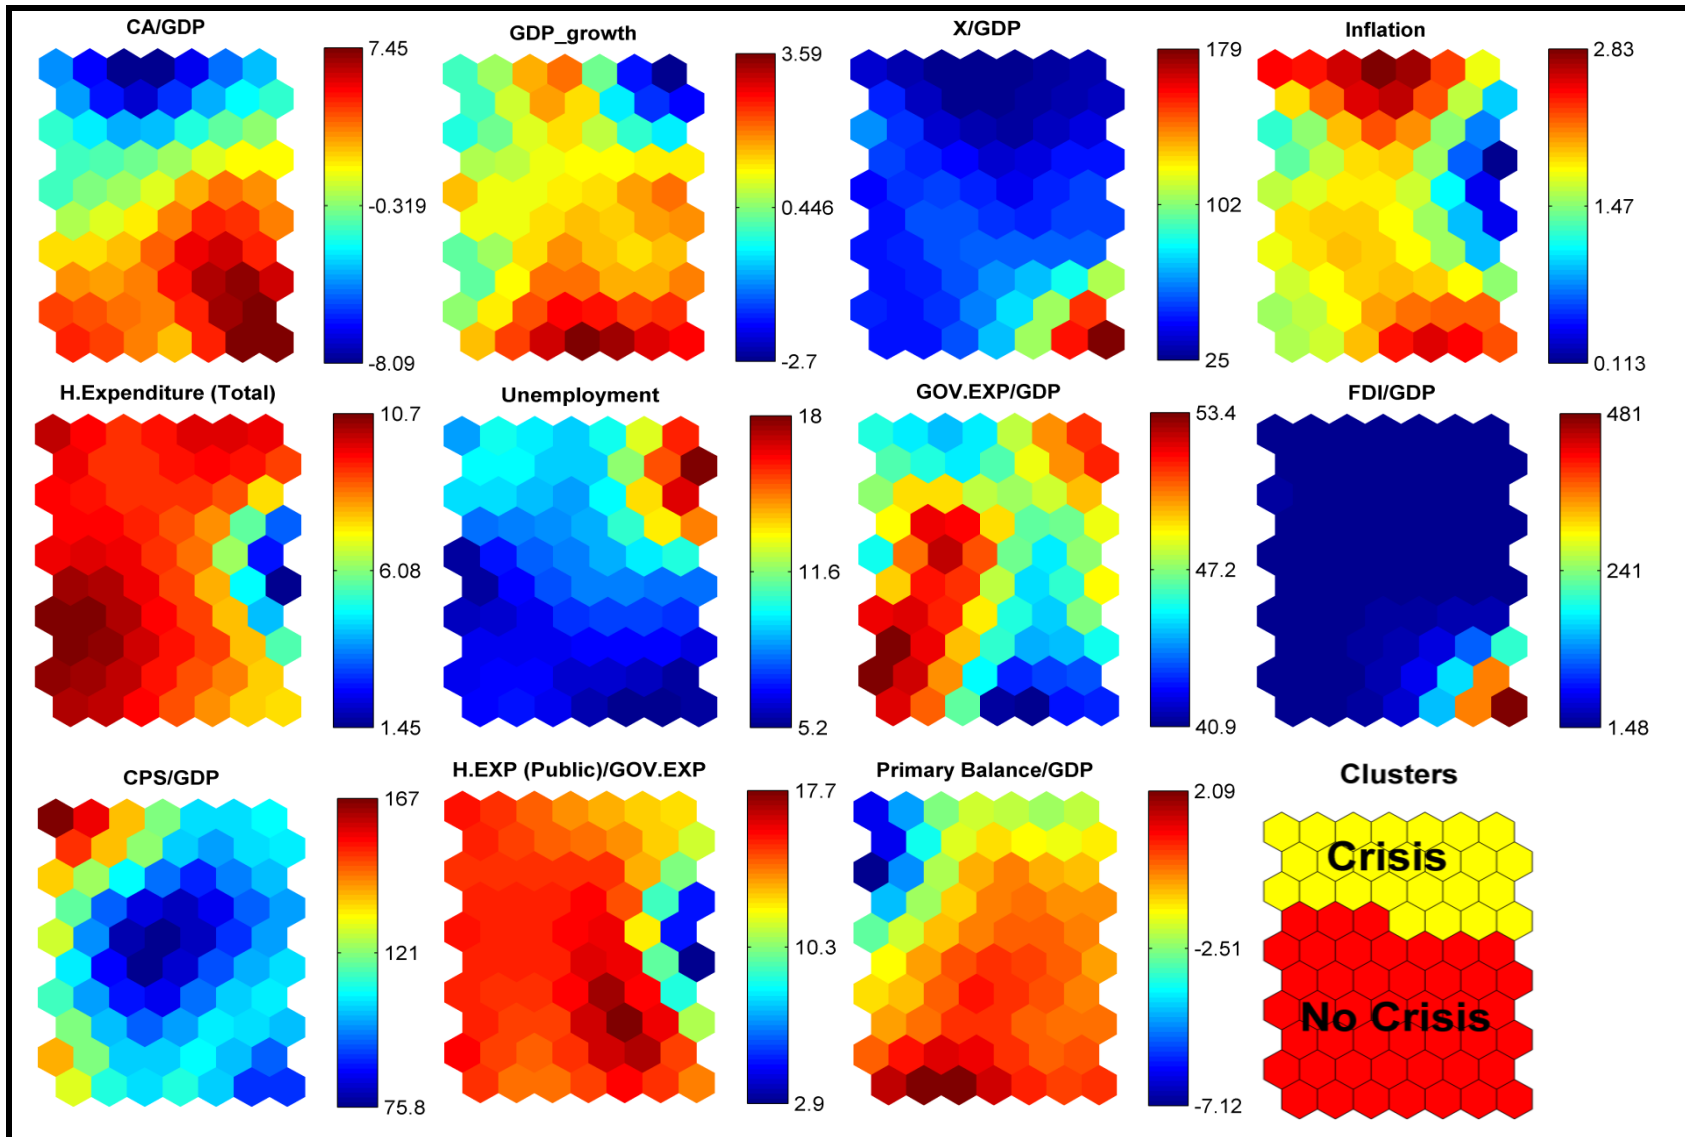 CA/GDP
7.45
-0.319
-8.09
GDP_growth
3.59
0.446
-2.7
X/GDP
179
102
25
Inflation
2.83
1.47
0.113
H.Expenditure (Total)
10.7
6.08
1.45
Unemployment
18
11.6
5.2
GOV.EXP/GDP
53.4
47.2
40.9
FDI/GDP
481
241
1.48
CPS/GDP
167
121
75.8
H.EXP (Public)/GOV.EXP
17.7
10.3
2.9
Primary Balance/GDP
2.09
-2.51
-7.12
Clusters
Crisis
No Crisis